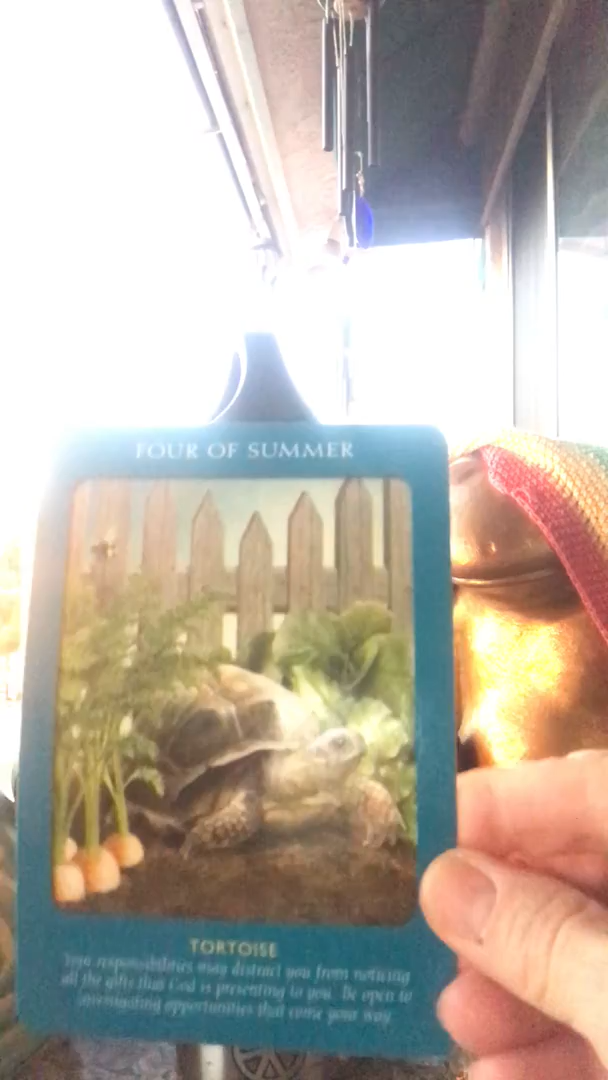 FOUR OF SUMMER
TORTOISE
Your responsibilities may distract you from noticing
all the gifts that God is presenting to you. Be open to
investigating opportunities that come your way.